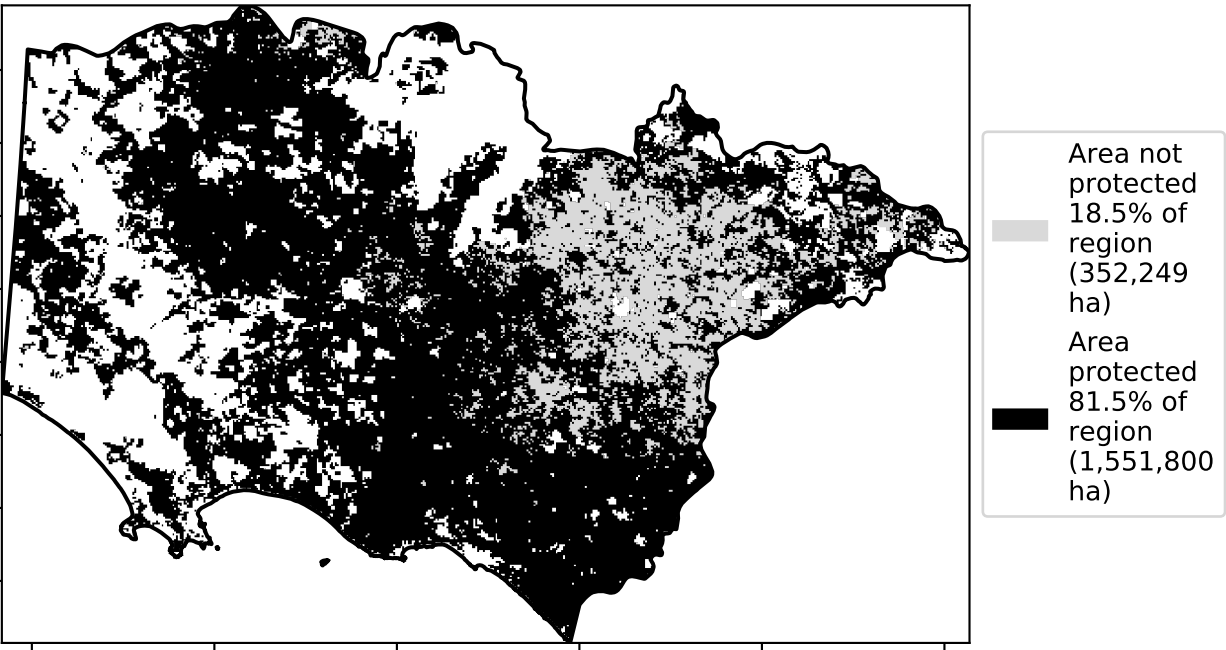 Area not
protected
18.5% of
region
(352,249
ha)
Area
protected
81.5% of
region
(1,551,800
ha)